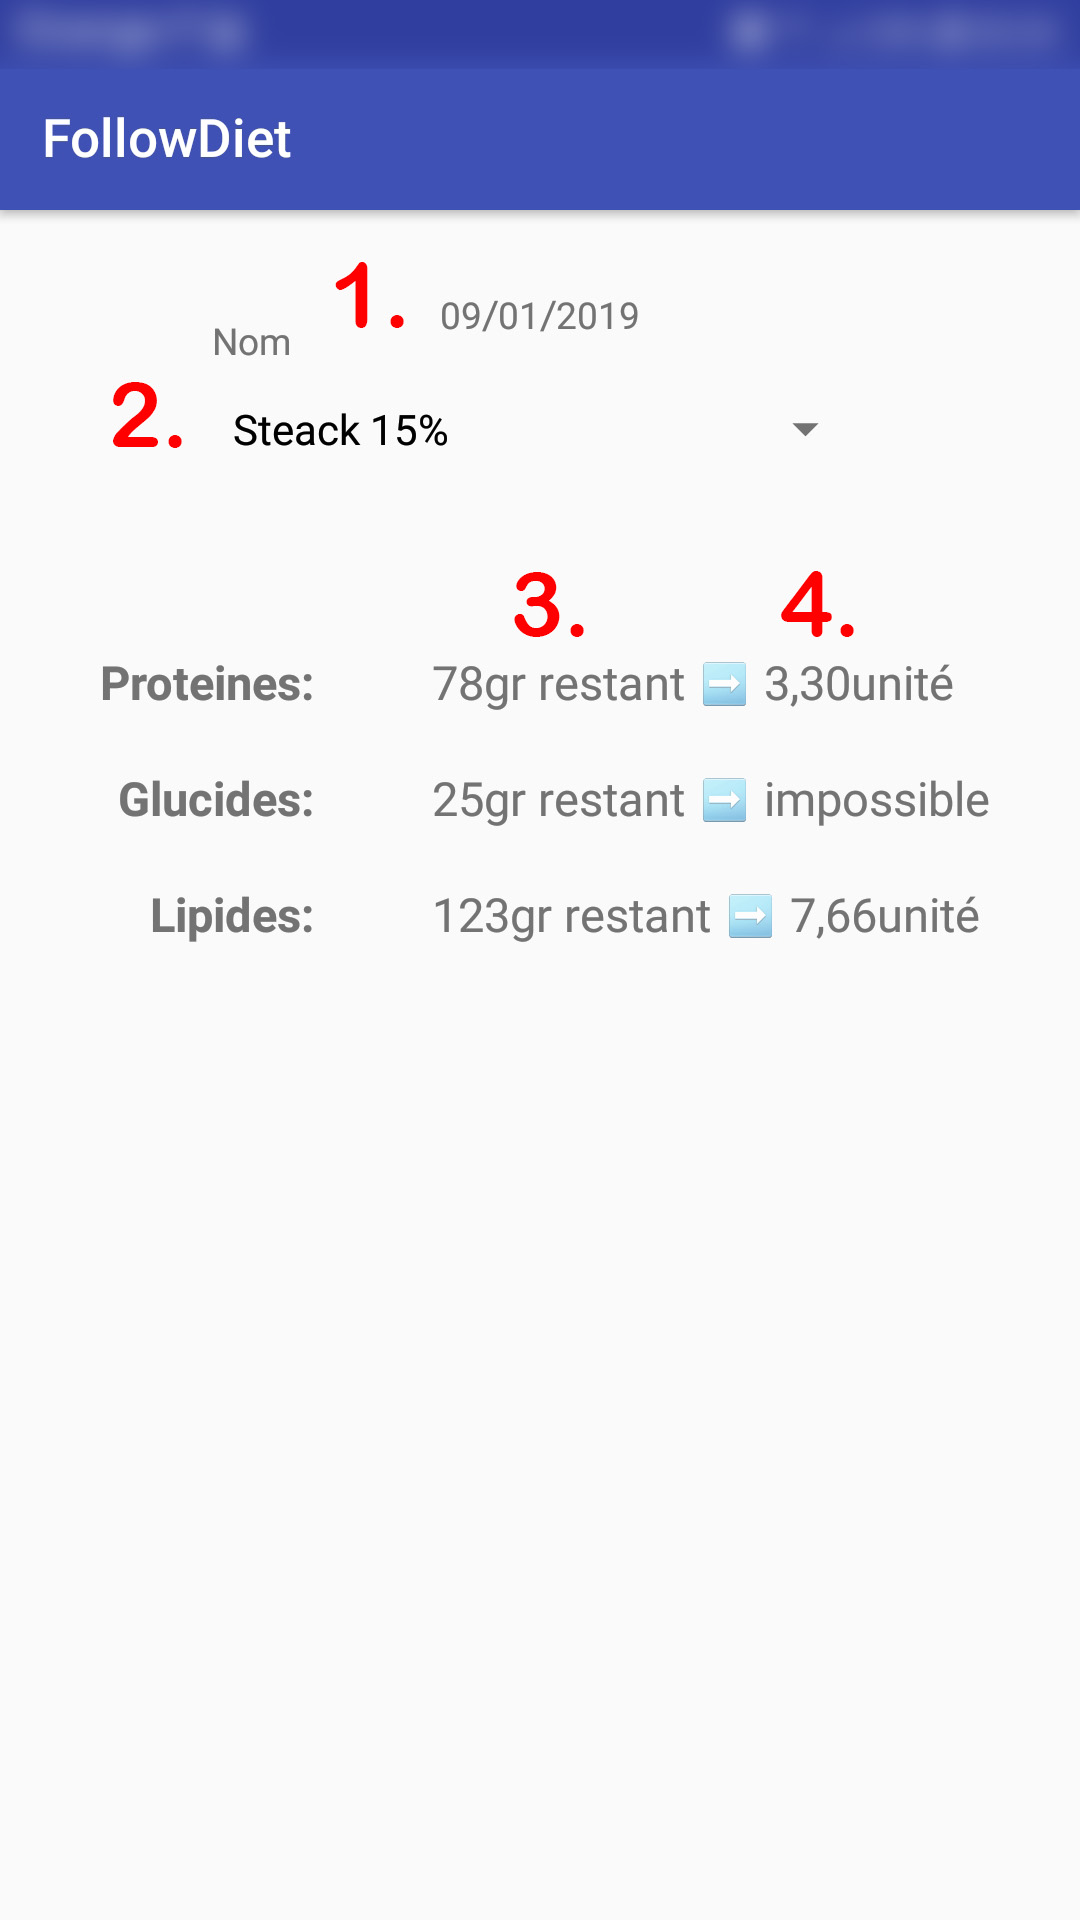 FollowDiet
1. 09/01/2019
Nom
2. Steack 15%
3. 4.
Proteines: 78gr restant ➡ 3,30unité
Glucides: 25gr restant ➡ impossible
Lipides: 123gr restant ➡ 7,66unité